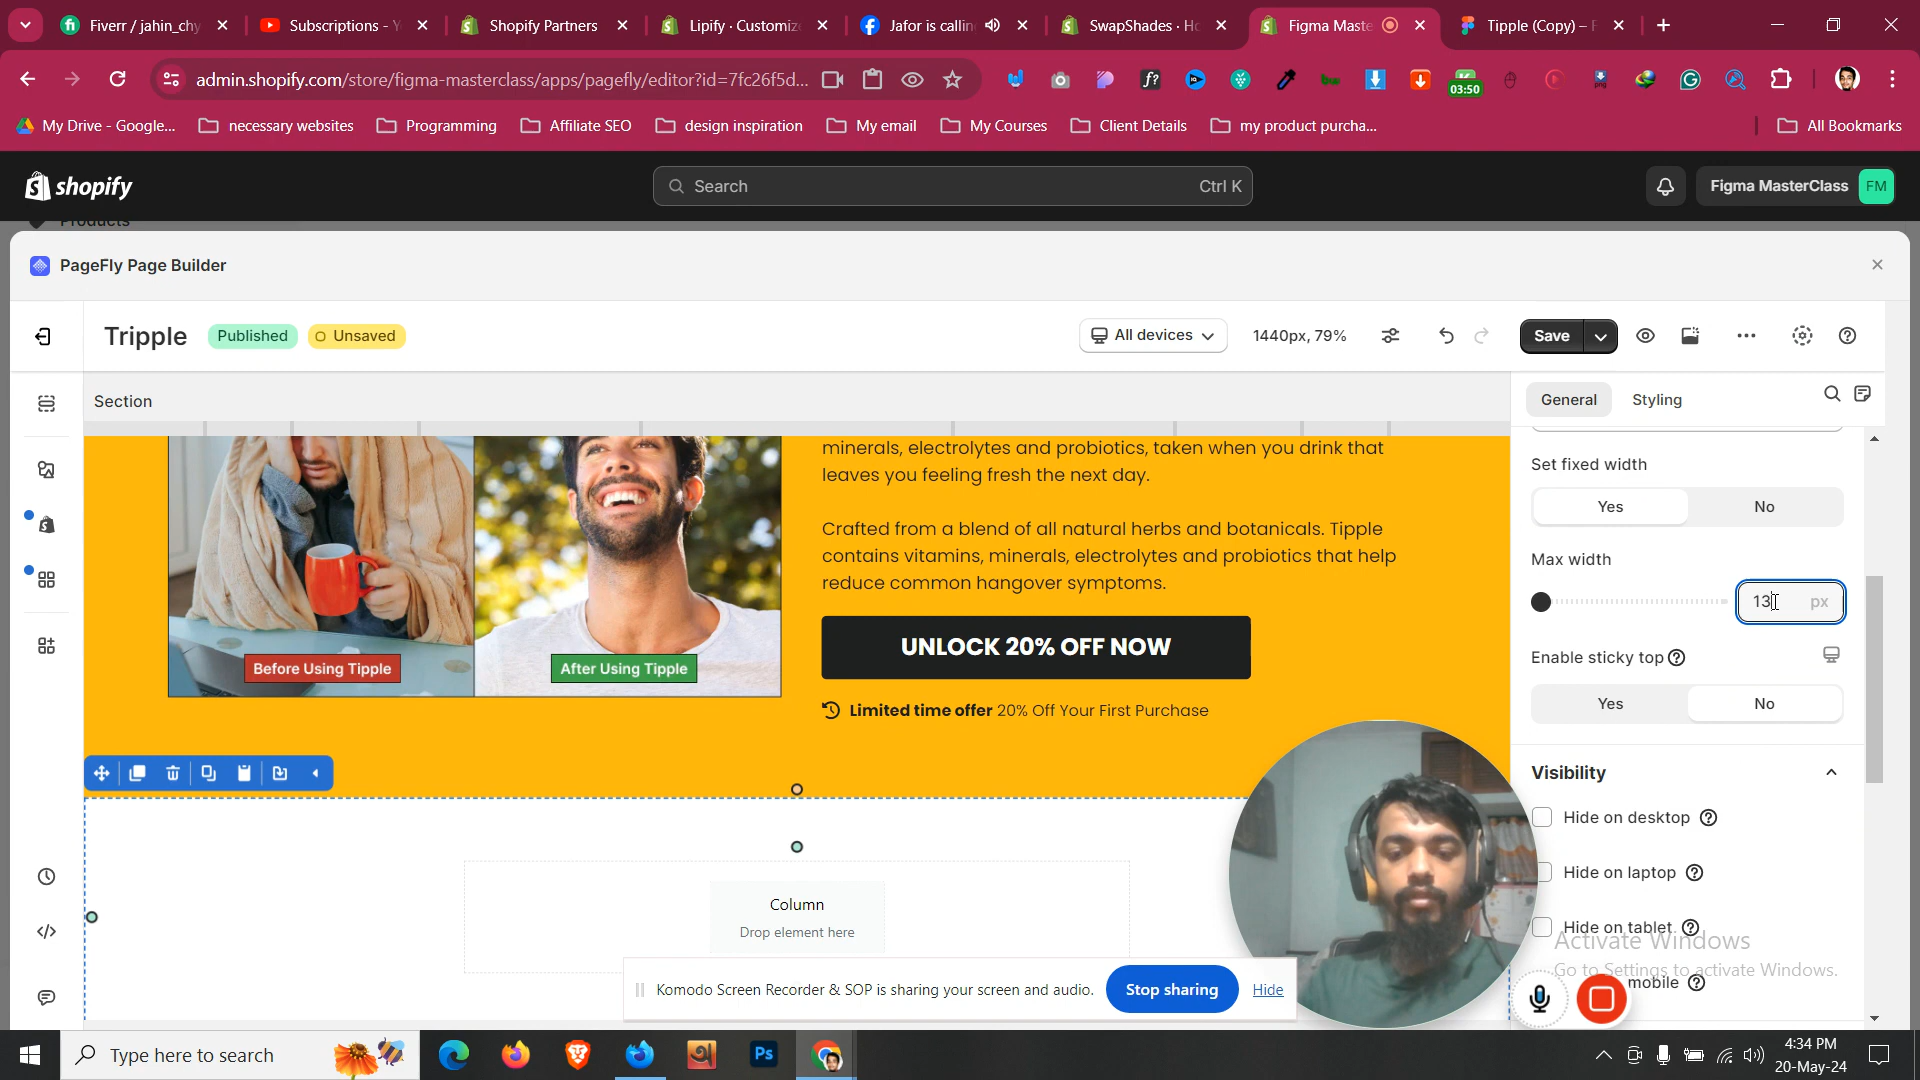 Fiverr / jahin_chy
Subscriptions - Y
Shopify Partners
Lipify · Customize
Jafor is calling
SwapShades · Ho
Figma Maste
Tipple (Copy) – F
admin.shopify.com/store/figma-masterclass/apps/pagefly/editor?id=7fc26f5d...
03:50
My Drive - Google...
necessary websites
Programming
Affiliate SEO
design inspiration
My email
My Courses
Client Details
my product purcha...
All Bookmarks
shopify
Search
Ctrl K
Figma MasterClass
FM
Products
PageFly Page Builder
Tripple
Published
Unsaved
All devices
1440px, 79%
Save
Section
General
Styling
minerals, electrolytes and probiotics, taken when you drink that
leaves you feeling fresh the next day.
Crafted from a blend of all natural herbs and botanicals. Tipple
contains vitamins, minerals, electrolytes and probiotics that help
reduce common hangover symptoms.
UNLOCK 20% OFF NOW
Limited time offer 20% Off Your First Purchase
Before Using Tipple
After Using Tipple
Column
Drop element here
Set fixed width
Yes
No
Max width
13
px
Enable sticky top
Yes
No
Visibility
Hide on desktop
Hide on laptop
Hide on tablet
mobile
Activate Windows
Go to Settings to activate Windows.
Komodo Screen Recorder & SOP is sharing your screen and audio.
Stop sharing
Hide
Type here to search
Ps
4:34 PM
20-May-24